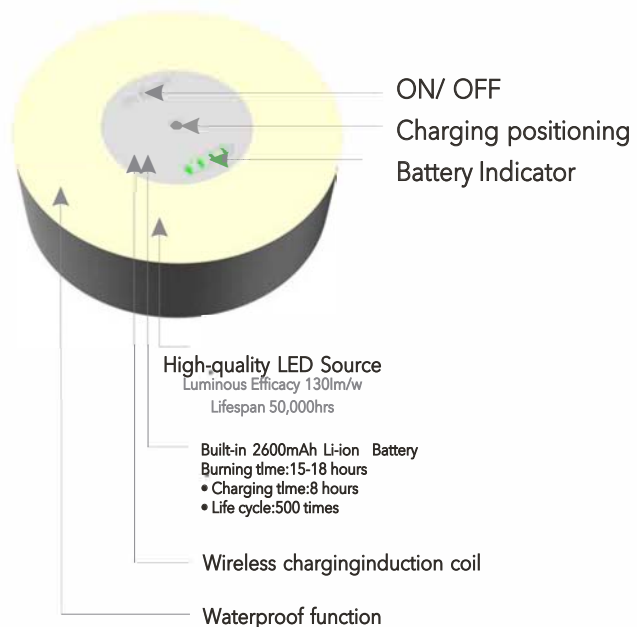 ON/ OFF
Charging positioning
Battery Indicator
High-quality LED Source
Luminous Efficacy 130lm/w
Lifespan 50,000hrs
Built-in 2600mAh Li-ion Battery
Burning tlme:15-18 hours
• Charging tlme:8 hours
• Life cycle:500 times
Wireless charginginduction coil
Waterproof function